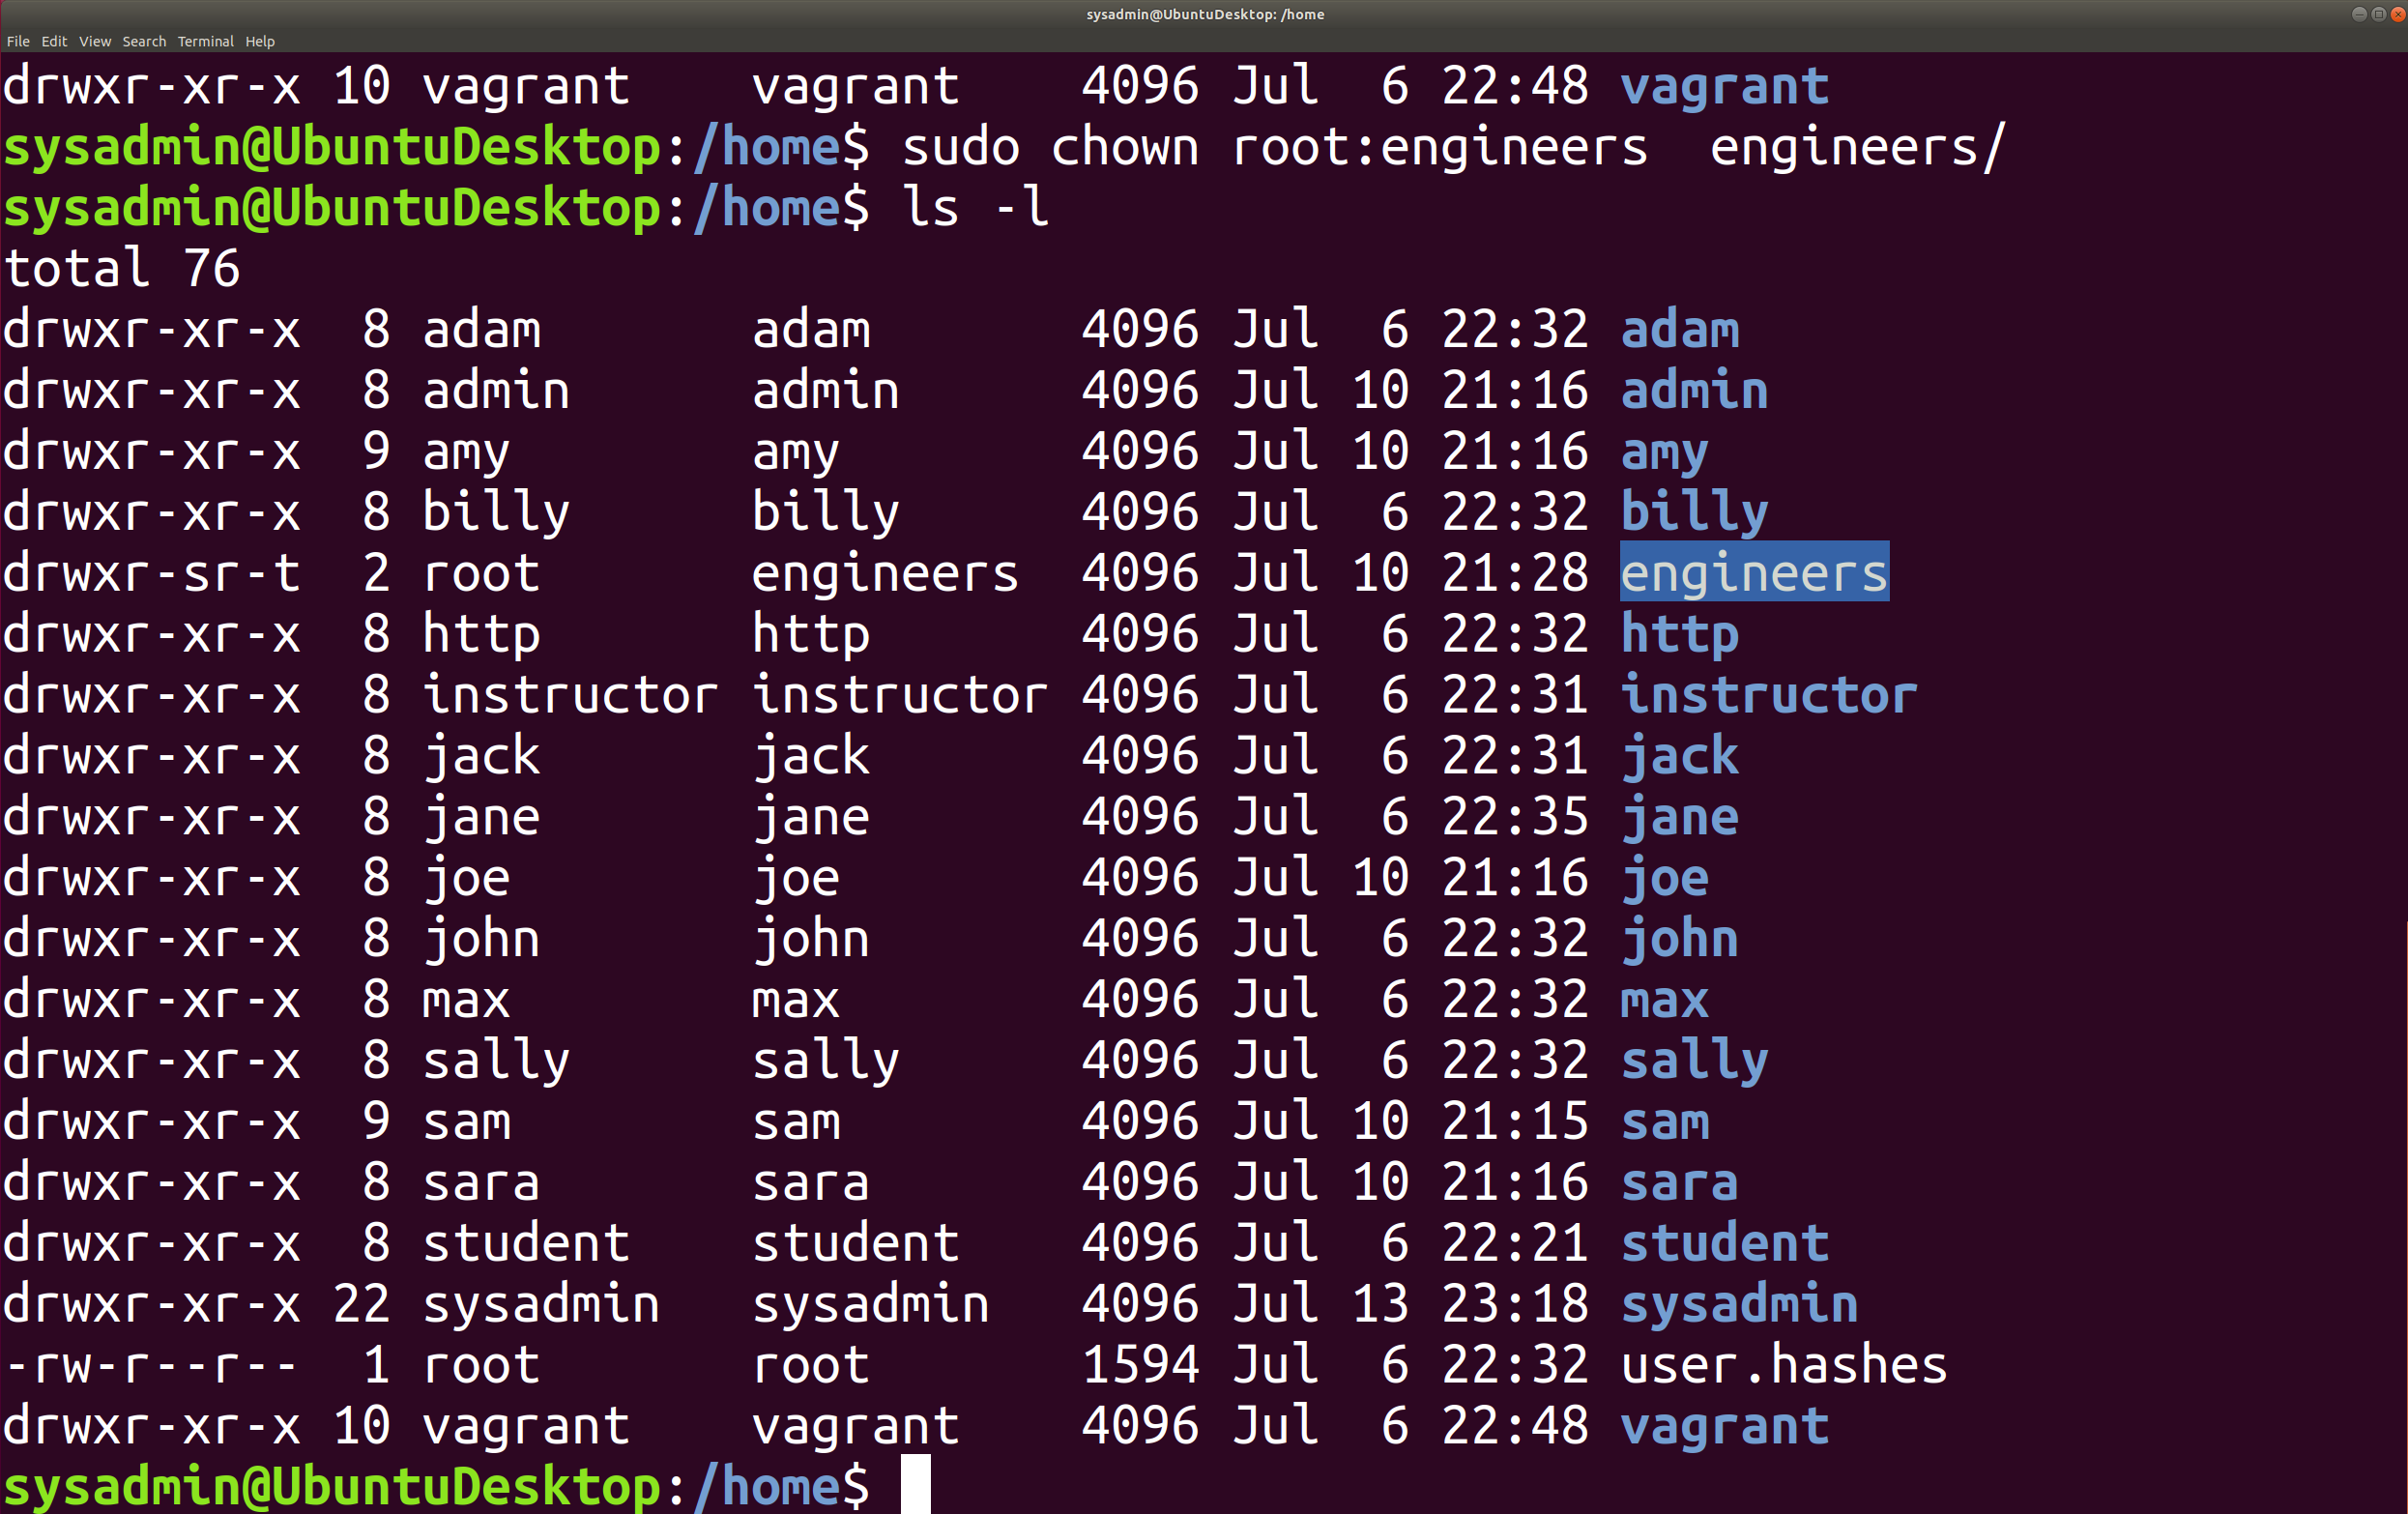 sysadmin@UbuntuDesktop: /home
File Edit View Search Terminal Help
drwxr-xr-x 10 vagrant    vagrant    4096 Jul  6 22:48 vagrant
sysadmin@UbuntuDesktop:/home$ sudo chown root:engineers  engineers/
sysadmin@UbuntuDesktop:/home$ ls -l
total 76
drwxr-xr-x  8 adam       adam       4096 Jul  6 22:32 adam
drwxr-xr-x  8 admin      admin      4096 Jul 10 21:16 admin
drwxr-xr-x  9 amy        amy        4096 Jul 10 21:16 amy
drwxr-xr-x  8 billy      billy      4096 Jul  6 22:32 billy
drwxr-sr-t  2 root       engineers  4096 Jul 10 21:28 engineers
drwxr-xr-x  8 http       http       4096 Jul  6 22:32 http
drwxr-xr-x  8 instructor instructor 4096 Jul  6 22:31 instructor
drwxr-xr-x  8 jack       jack       4096 Jul  6 22:31 jack
drwxr-xr-x  8 jane       jane       4096 Jul  6 22:35 jane
drwxr-xr-x  8 joe        joe        4096 Jul 10 21:16 joe
drwxr-xr-x  8 john       john       4096 Jul  6 22:32 john
drwxr-xr-x  8 max        max        4096 Jul  6 22:32 max
drwxr-xr-x  8 sally      sally      4096 Jul  6 22:32 sally
drwxr-xr-x  9 sam        sam        4096 Jul 10 21:15 sam
drwxr-xr-x  8 sara       sara       4096 Jul 10 21:16 sara
drwxr-xr-x  8 student    student    4096 Jul  6 22:21 student
drwxr-xr-x 22 sysadmin   sysadmin   4096 Jul 13 23:18 sysadmin
-rw-r--r--  1 root       root       1594 Jul  6 22:32 user.hashes
drwxr-xr-x 10 vagrant    vagrant    4096 Jul  6 22:48 vagrant
sysadmin@UbuntuDesktop:/home$